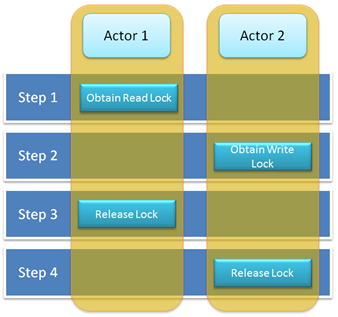 Actor 1
Actor 2
Step 1
Obtain Read Lock
Step 2
Obtain Write
Lock
Step 3
Release Lock
Step 4
Release Lock